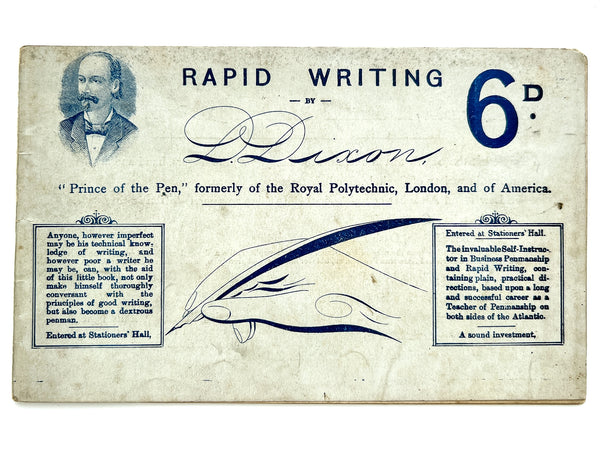 RAPID WRITING
— BY —
L. Dixon,
6D.
"Prince of the Pen," formerly of the Royal Polytechnic, London, and of America.
Anyone, however imperfect
may be his technical know-
ledge of writing, and
however poor a writer he
may be, can, with the aid
of this little book, not only
make himself thoroughly
conversant with the
principles of good writing,
but also become a dextrous
penman.
Entered at Stationers' Hall,
Entered at Stationers' Hall.
The invaluable Self-Instruc-
tor in Business Penmanship
and Rapid Writing, con-
taining plain, practical di-
rections, based upon a long
and successful career as a
Teacher of Penmanship on
both sides of the Atlantic.
A sound investment,